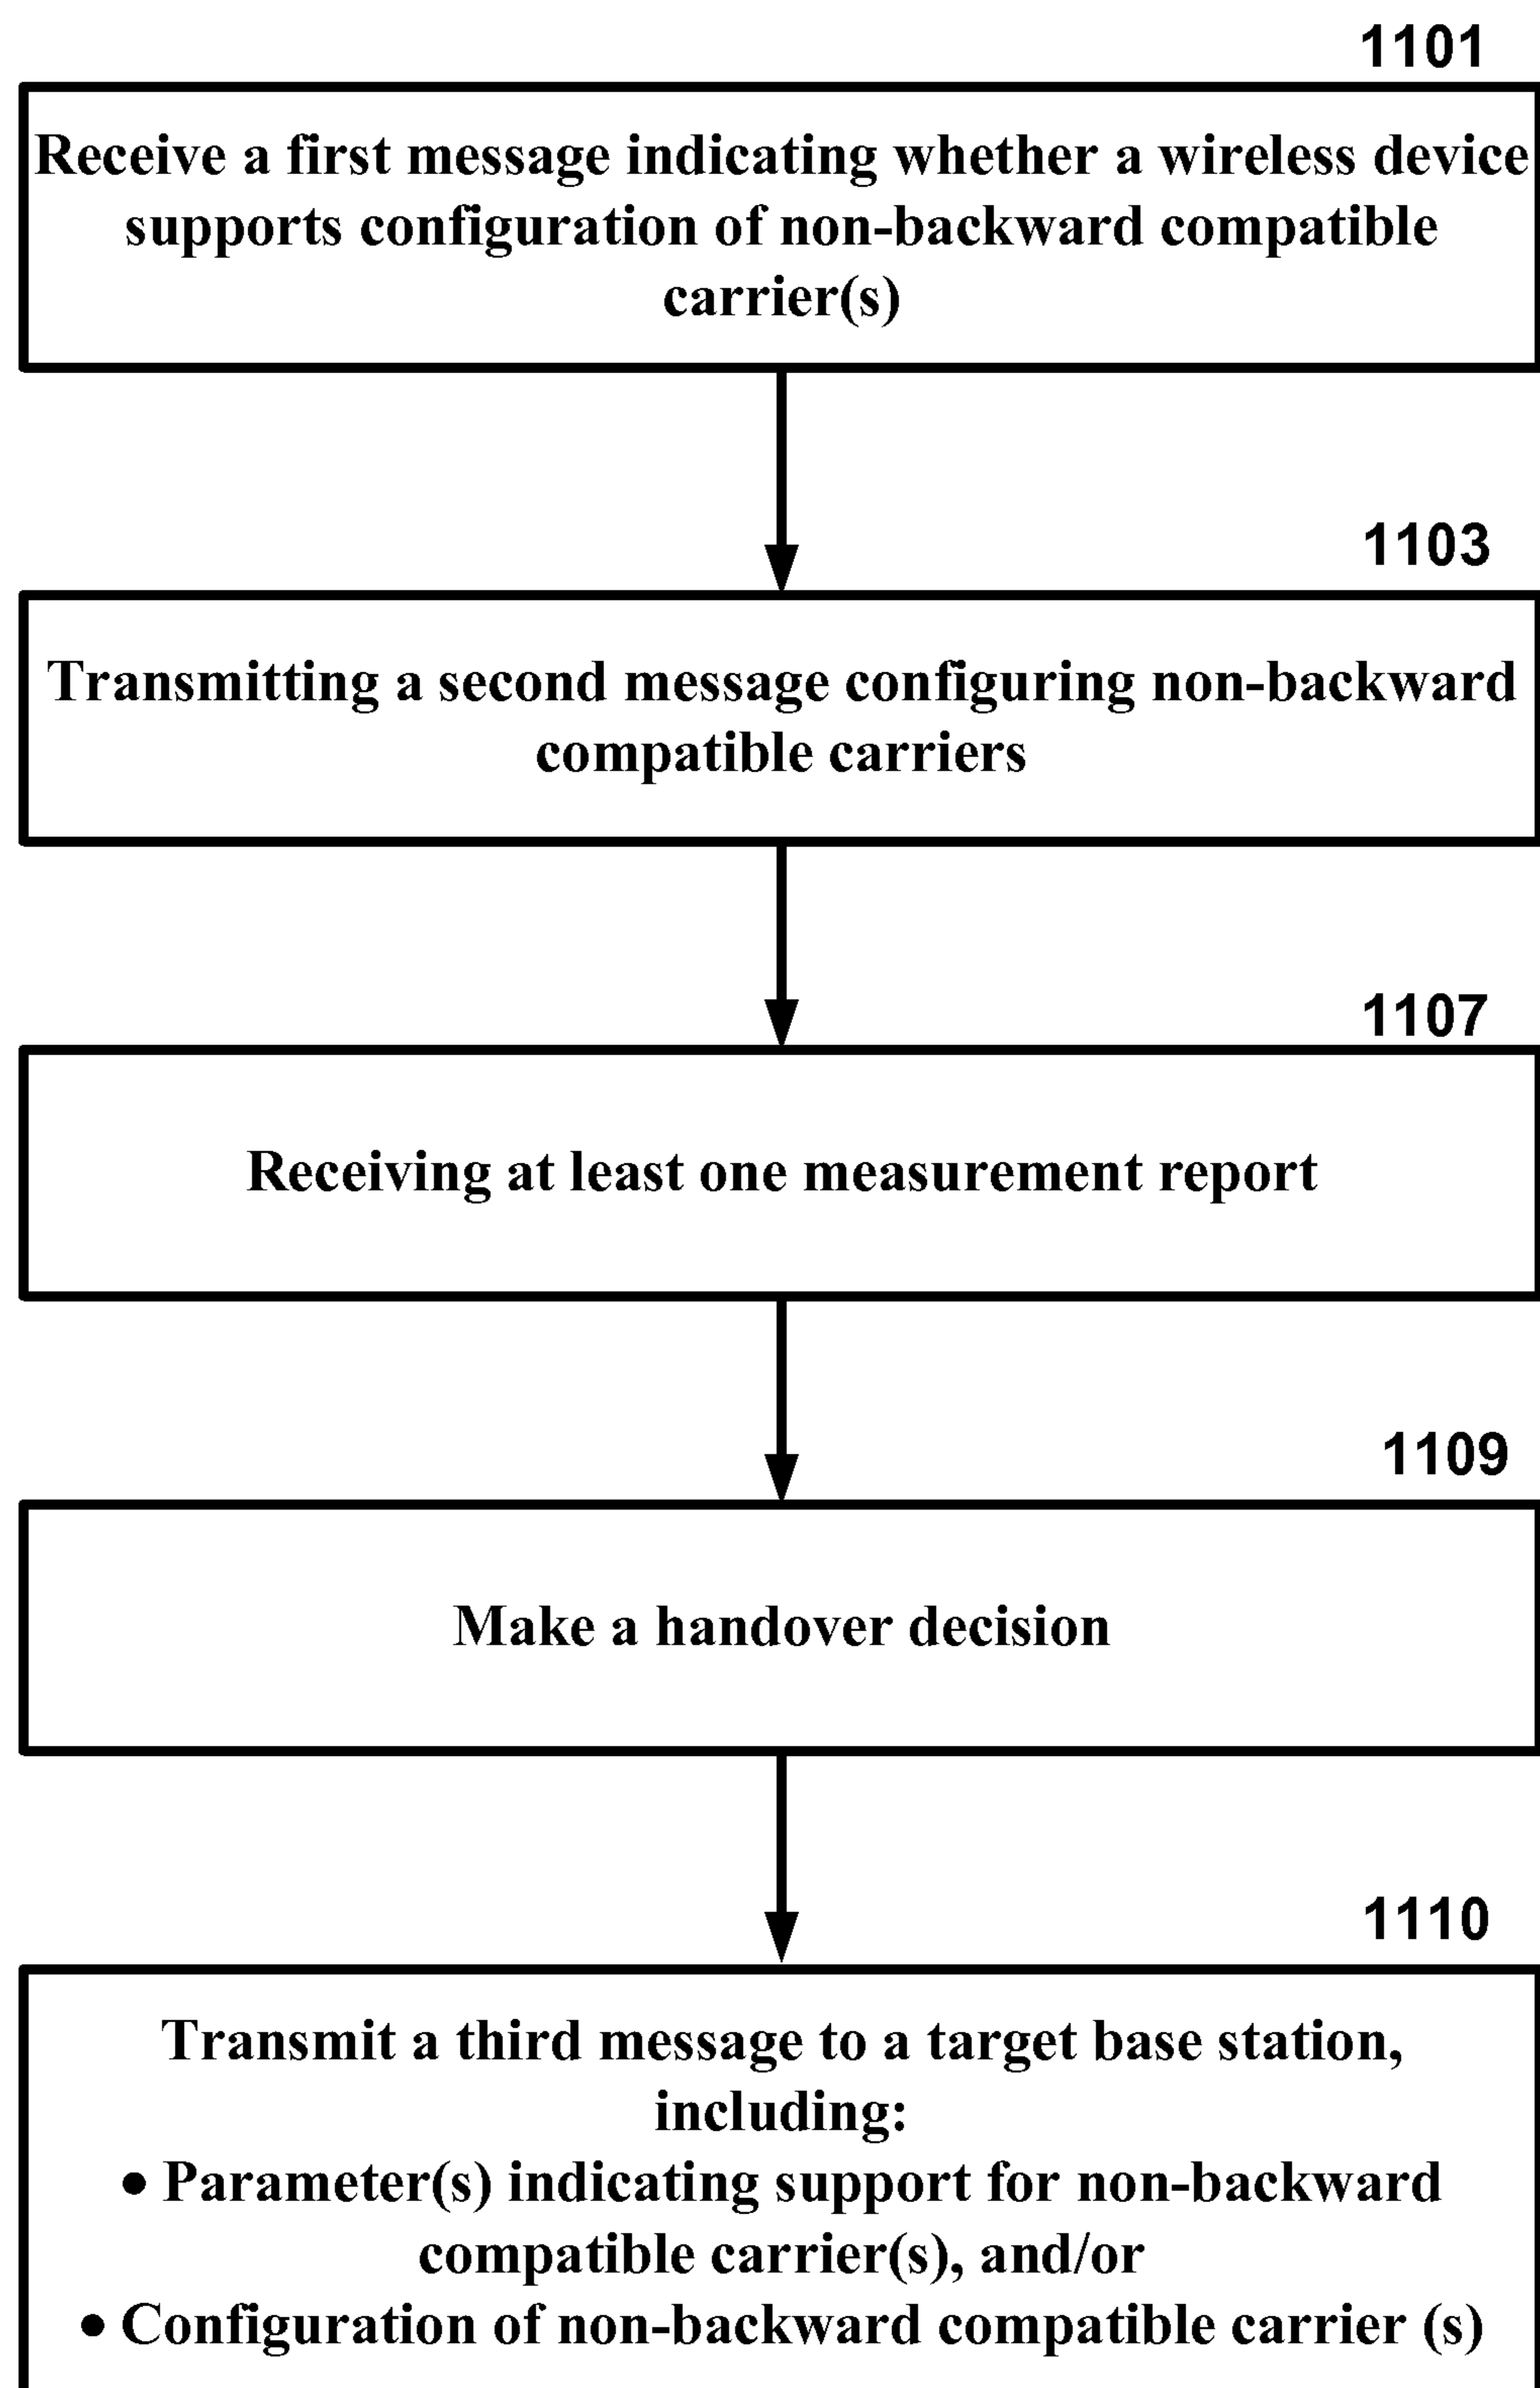 1101
Receive a first message indicating whether a wireless device
supports configuration of non-backward compatible
carrier(s)
1103
Transmitting a second message configuring non-backward
compatible carriers
1107
Receiving at least one measurement report
1109
Make a handover decision
1110
Transmit a third message to a target base station,
including:
• Parameter(s) indicating support for non-backward
compatible carrier(s), and/or
• Configuration of non-backward compatible carrier (s)